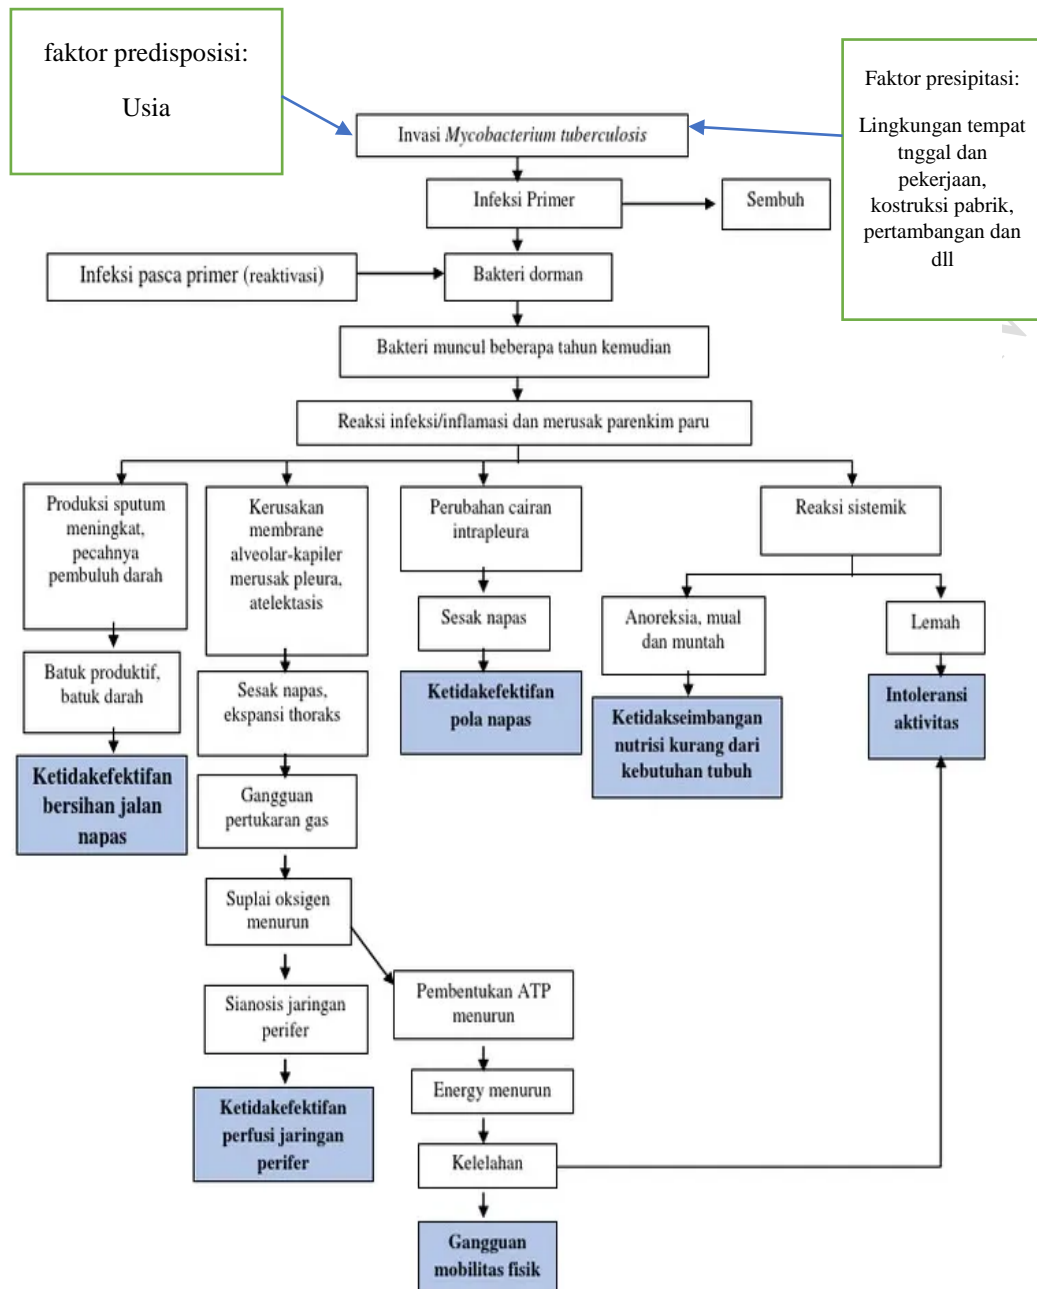 faktor predisposisi:
Usia
Faktor presipitasi:
Lingkungan tempat
tnggal dan
pekerjaan,
kostruksi pabrik,
pertambangan dan
dll
Invasi Mycobacterium tuberculosis
Infeksi Primer
Sembuh
Infeksi pasca primer (reaktivasi)
Bakteri dorman
Bakteri muncul beberapa tahun kemudian
Reaksi infeksi/inflamasi dan merusak parenkim paru
Produksi sputum
meningkat,
pecahnya
pembuluh darah
Kerusakan
membrane
alveolar-kapiler
merusak pleura,
atelektasis
Perubahan cairan
intrapleura
Reaksi sistemik
Batuk produktif,
batuk darah
Sesak napas,
ekspansi thoraks
Sesak napas
Anoreksia, mual
dan muntah
Lemah
Ketidakefektifan
bersihan jalan
napas
Gangguan
pertukaran gas
Ketidakefektifan
pola napas
Ketidakseimbangan
nutrisi kurang dari
kebutuhan tubuh
Intoleransi
aktivitas
Suplai oksigen
menurun
Sianosis jaringan
perifer
Pembentukan ATP
menurun
Ketidakefektifan
perfusi jaringan
perifer
Energy menurun
Kelelahan
Gangguan
mobilitas fisik